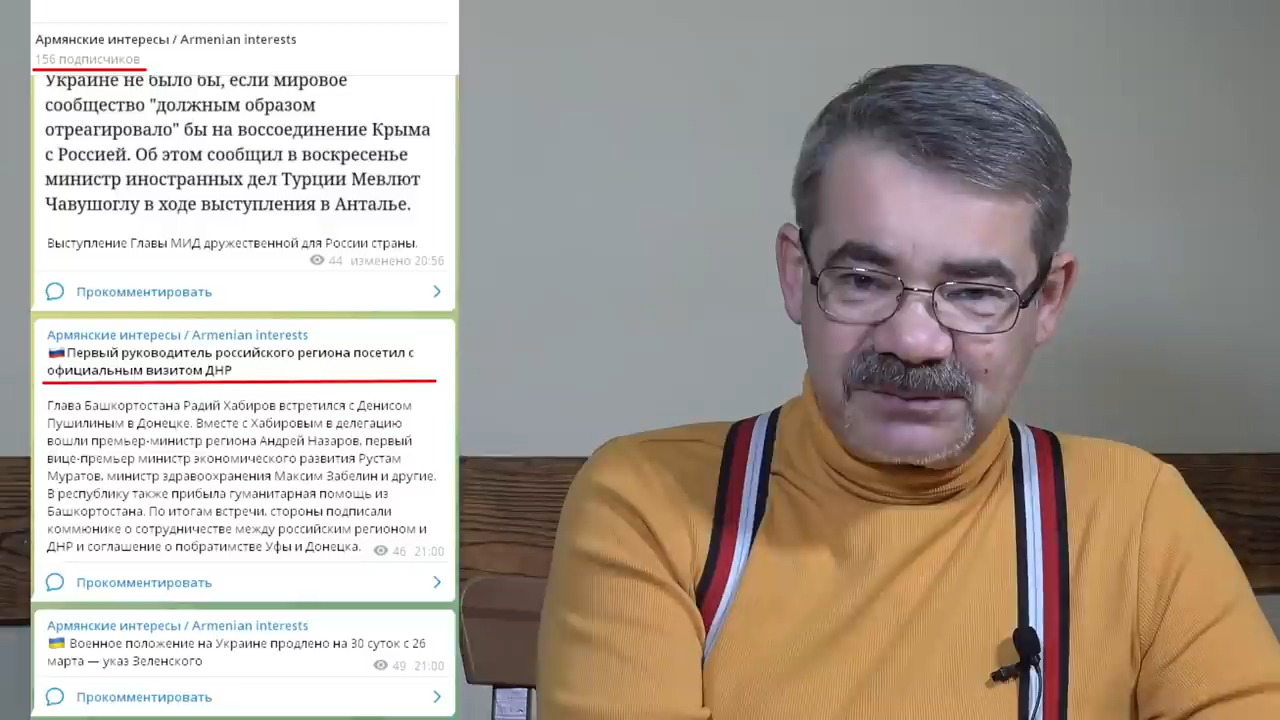 Армянские интересы / Armenian interests
156 подписчиков
Украине не было бы, если мировое
сообщество "должным образом
отреагировало" бы на воссоединение Крыма
с Россией. Об этом сообщил в воскресенье
министр иностранных дел Турции Мевлют
Чавушоглу в ходе выступления в Анталье.
Выступление Главы МИД дружественной для России страны.
44 изменено 20:56
Прокомментировать
Армянские интересы / Armenian interests
Первый руководитель российского региона посетил с
официальным визитом ДНР
Глава Башкортостана Радий Хабиров встретился с Денисом
Пушилиным в Донецке. Вместе с Хабировым в делегацию
вошли премьер-министр региона Андрей Назаров, первый
вице-премьер министр экономического развития Рустам
Муратов, министр здравоохранения Максим Забелин и другие.
В республику также прибыла гуманитарная помощь из
Башкортостана. По итогам встречи, стороны подписали
коммюнике о сотрудничестве между российским регионом и
ДНР и соглашение о побратимстве Уфы и Донецка. 46 21:00
Прокомментировать
Армянские интересы / Armenian interests
Военное положение на Украине продлено на 30 суток с 26
марта — указ Зеленского 49 21:00
Прокомментировать